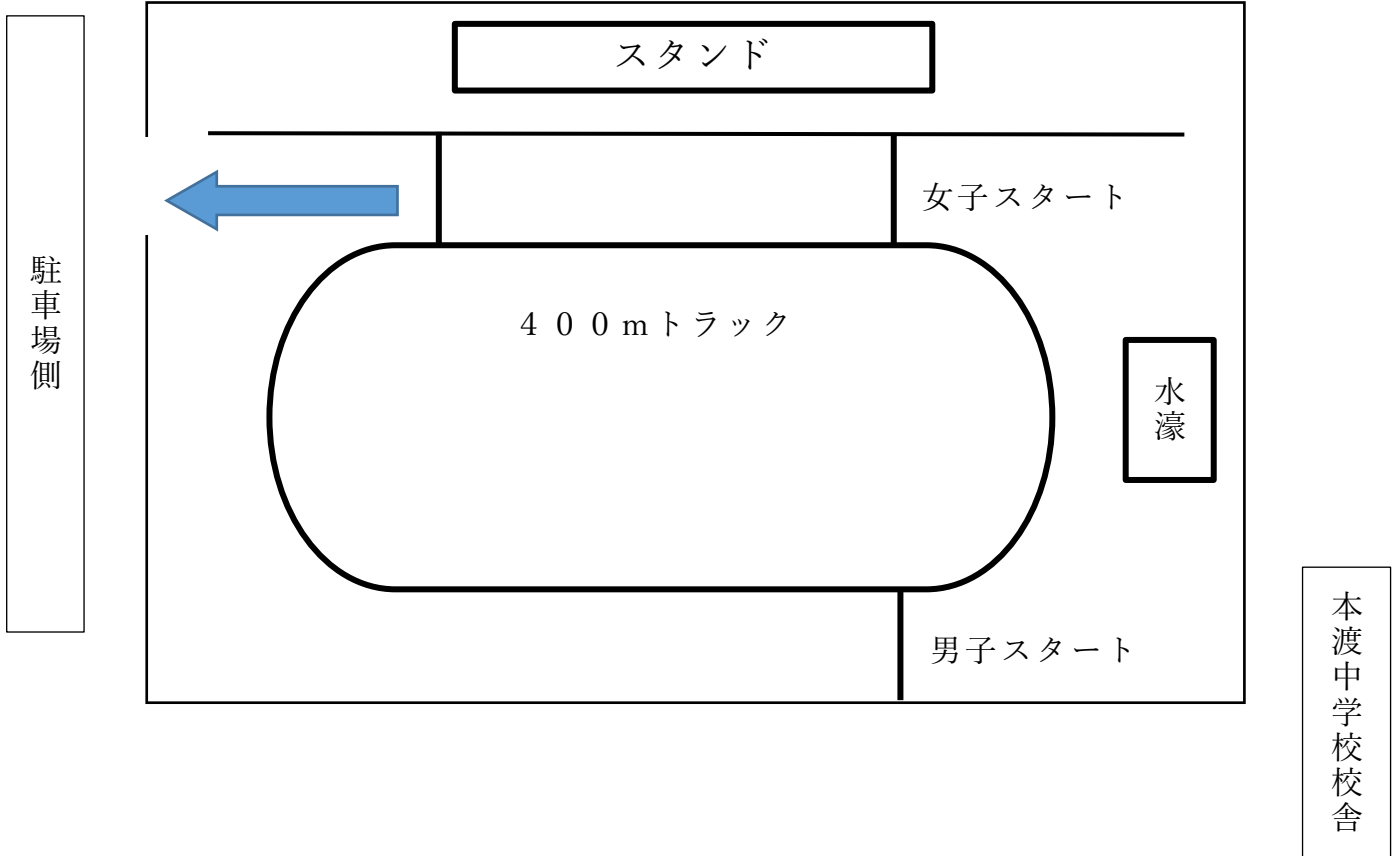 スタンド
女子スタート
駐車場側
４００ｍトラック
水濠
男子スタート
本渡中学校校舎